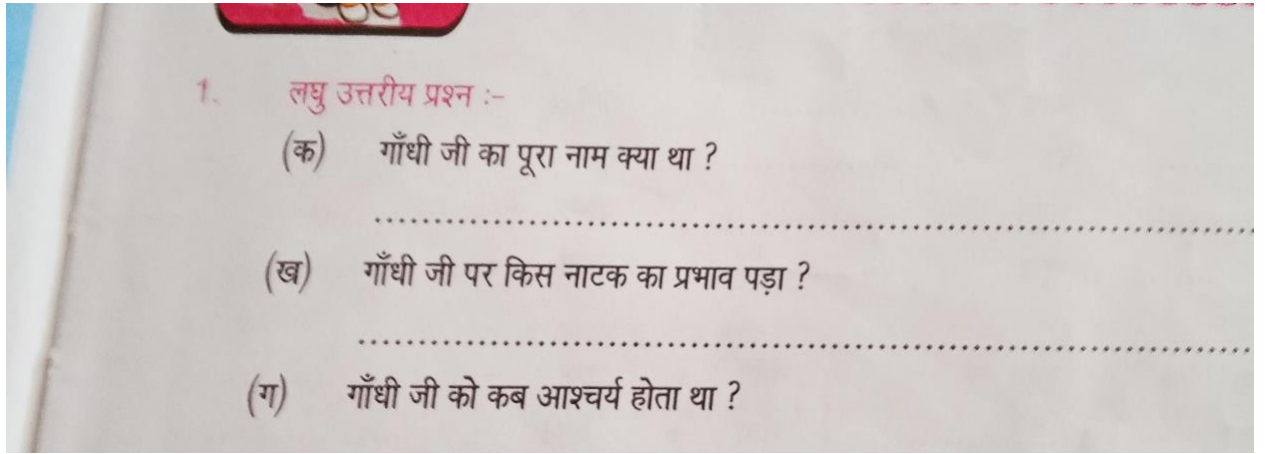 1. लघु उत्तरीय प्रश्न :-
(क) गाँधी जी का पूरा नाम क्या था ?
(ख) गाँधी जी पर किस नाटक का प्रभाव पड़ा ?
(ग) गाँधी जी को कब आश्चर्य होता था ?